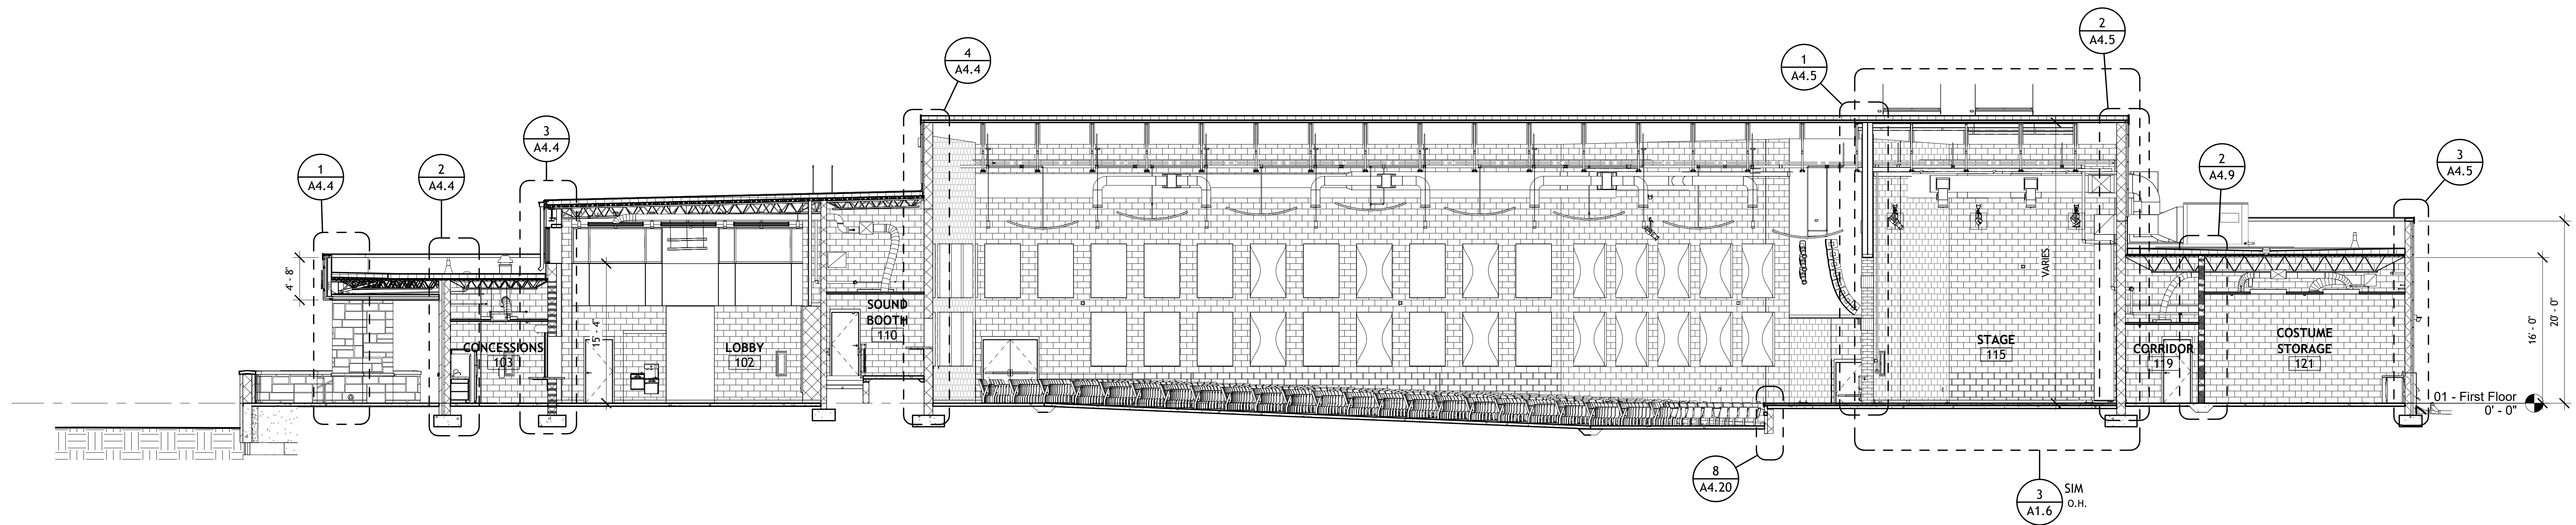 2
A4.5
4
A4.4
1
A4.5
3
A4.4
2
A4.9
3
A4.5
1
A4.4
2
A4.4
4' - 8"
15' - 4"
VARIES
16' - 0"
20' - 0"
SOUND
BOOTH
110
CONCESSIONS
103
LOBBY
102
STAGE
115
CORRIDOR
119
COSTUME
STORAGE
121
01 - First Floor
0' - 0"
8
A4.20
3
A1.6
SIM
O.H.